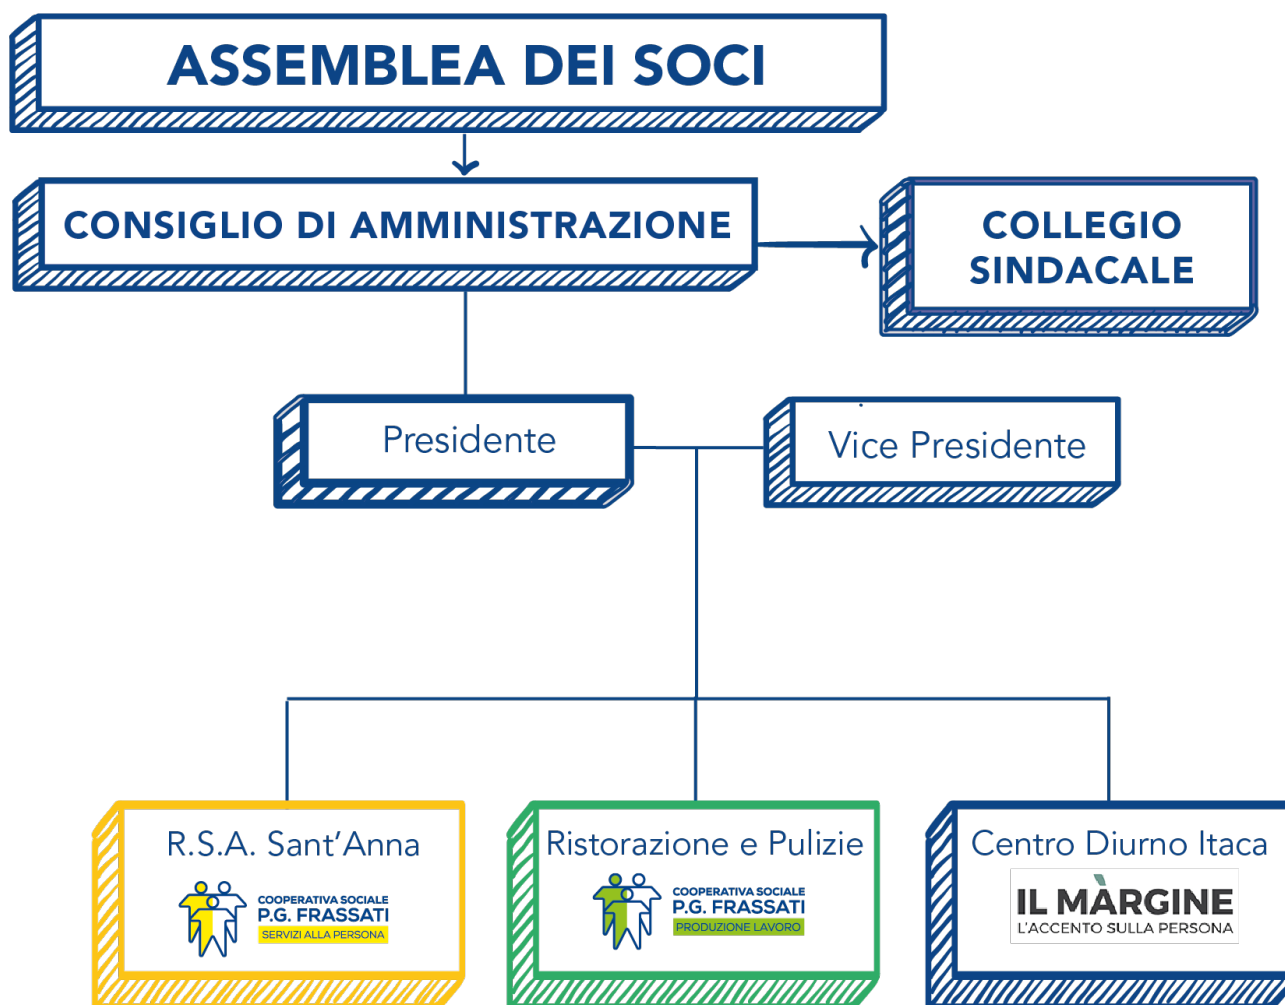 ASSEMBLEA DEI SOCI
CONSIGLIO DI AMMINISTRAZIONE
COLLEGIO
SINDACALE
Presidente
Vice Presidente
R.S.A. Sant'Anna
COOPERATIVA SOCIALE
P.G. FRASSATI
SERVIZI ALLA PERSONA
Ristorazione e Pulizie
COOPERATIVA SOCIALE
P.G. FRASSATI
PRODUZIONE LAVORO
Centro Diurno Itaca
IL MÀRGINE
L'ACCENTO SULLA PERSONA